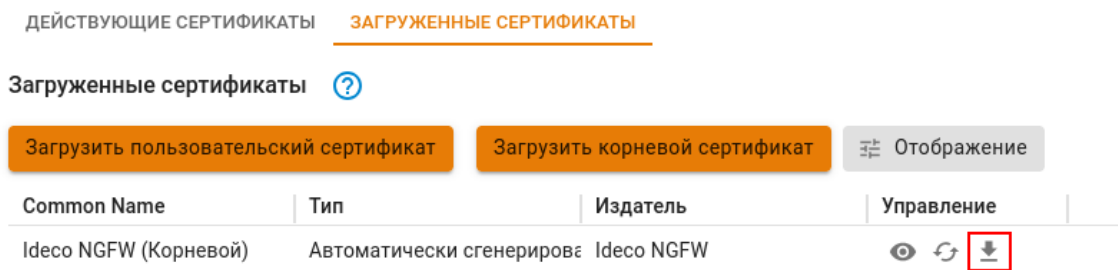 ДЕЙСТВУЮЩИЕ СЕРТИФИКАТЫ ЗАГРУЖЕННЫЕ СЕРТИФИКАТЫ
Загруженные сертификаты ?
Загрузить пользовательский сертификат Загрузить корневой сертификат Отображение
Common Name Тип Издатель Управление
Ideco NGFW (Корневой) Автоматически сгенерирова Ideco NGFW